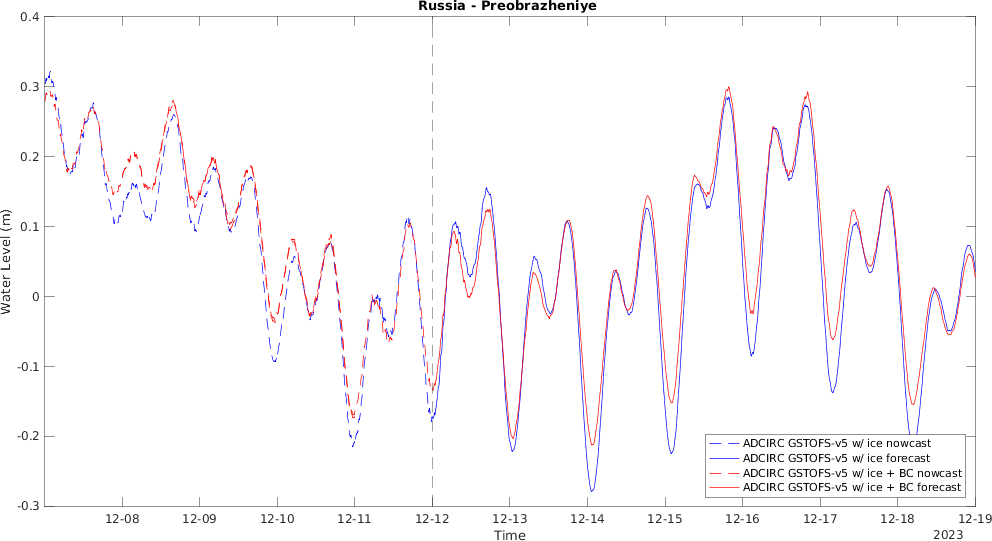 Russia - Preobrazheniye
Water Level (m)
0.4
0.3
0.2
0.1
0
-0.1
-0.2
-0.3
ADCIRC GSTOFS-v5 w/ ice nowcast
ADCIRC GSTOFS-v5 w/ ice forecast
ADCIRC GSTOFS-v5 w/ ice + BC nowcast
ADCIRC GSTOFS-v5 w/ ice + BC forecast
12-08 12-09 12-10 12-11 12-12 12-13 12-14 12-15 12-16 12-17 12-18 12-19
Time
2023